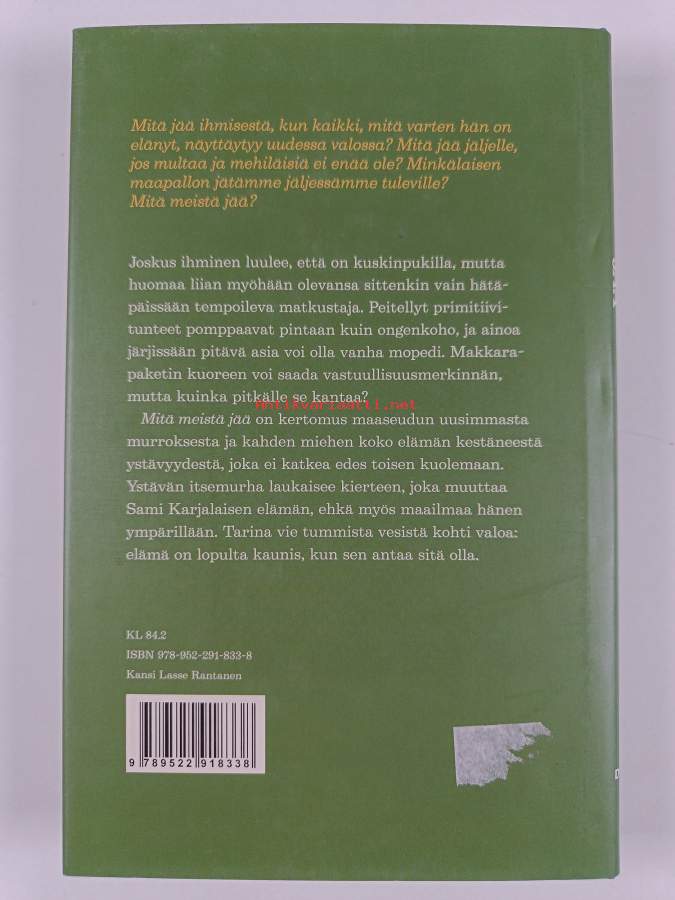 Mitä jää ihmisestä, kun kaikki, mitä varten hän on
elänyt, näyttäytyy uudessa valossa? Mitä jää jäljelle,
jos multaa ja mehiläisiä ei enää ole? Minkälaisen
maapallon jätämme jäljessämme tuleville?
Mitä meistä jää?
Joskus ihminen luulee, että on kuskinpukilla, mutta
huomaa liian myöhään olevansa sittenkin vain hätä-
päissään tempoileva matkustaja. Peitellyt primitiivi-
tunteet pomppaavat pintaan kuin ongenkoho, ja ainoa
järjissään pitävä asia voi olla vanha mopedi. Makkara-
paketin kuoreen voi saada vastuullisuusmerkinnän,
mutta kuinka pitkälle se kantaa?
Antikvariaatti.net
Mitä meistä jää on kertomus maaseudun uusimmasta
murroksesta ja kahden miehen koko elämän kestäneestä
ystävyydestä, joka ei katkea edes toisen kuolemaan.
Ystävän itsemurha laukaisee kierteen, joka muuttaa
Sami Karjalaisen elämän, ehkä myös maailmaa hänen
ympärillään. Tarina vie tummista vesistä kohti valoa:
elämä on lopulta kaunis, kun sen antaa sitä olla.
KL 84.2
ISBN 978-952-291-833-8
Kansi Lasse Rantanen
9 789522 918338